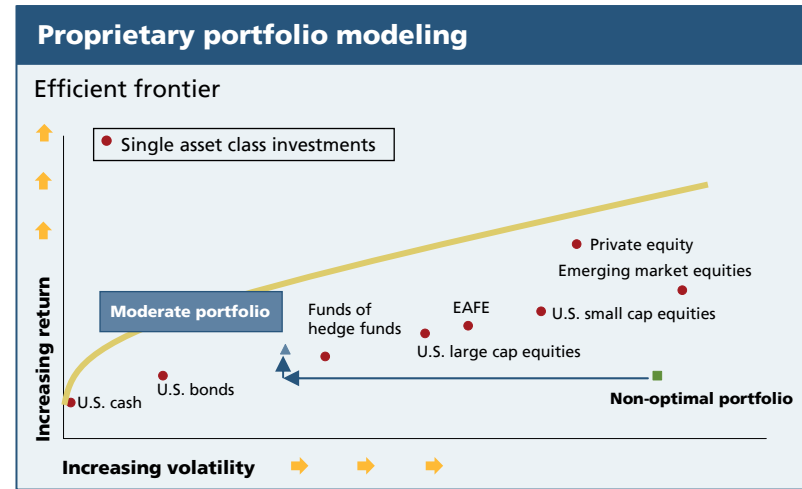 Proprietary portfolio modeling
Efficient frontier
Single asset class investments
Private equity
Emerging market equities
Moderate portfolio
Funds of
hedge funds
EAFE
U.S. small cap equities
U.S. large cap equities
U.S. bonds
Non-optimal portfolio
U.S. cash
Increasing return
Increasing volatility